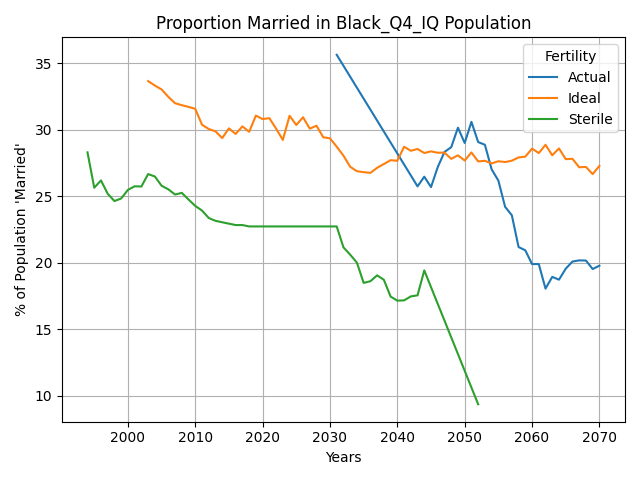 Proportion Married in Black_Q4_IQ Population
% of Population 'Married'
35
30
25
20
15
10
Fertility
Actual
Ideal
Sterile
2000 2010 2020 2030 2040 2050 2060 2070
Years